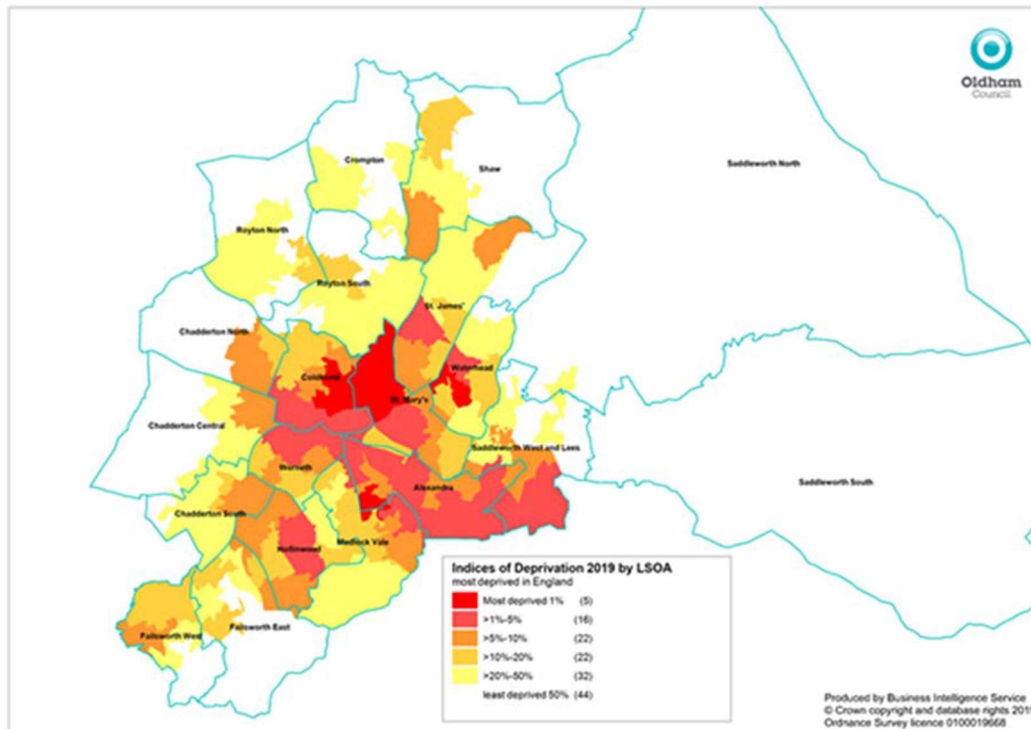 Oldham
Council
Crompton
Shaw
Saddleworth North
Royton North
Royton South
St. James'
Chadderton North
Coldhurst
Waterhead
St. Mary's
Chadderton Central
Saddleworth West and Lees
Werneth
Saddleworth South
Alexandra
Chadderton South
Hollinwood
Medlock Vale
Failsworth West
Failsworth East
Indices of Deprivation 2019 by LSOA
most deprived in England
Most deprived 1% (5)
>1%-5% (16)
>5%-10% (22)
>10%-20% (22)
>20%-50% (32)
least deprived 50% (44)
Produced by Business Intelligence Service
© Crown copyright and database rights 2019
Ordnance Survey licence 0100019668